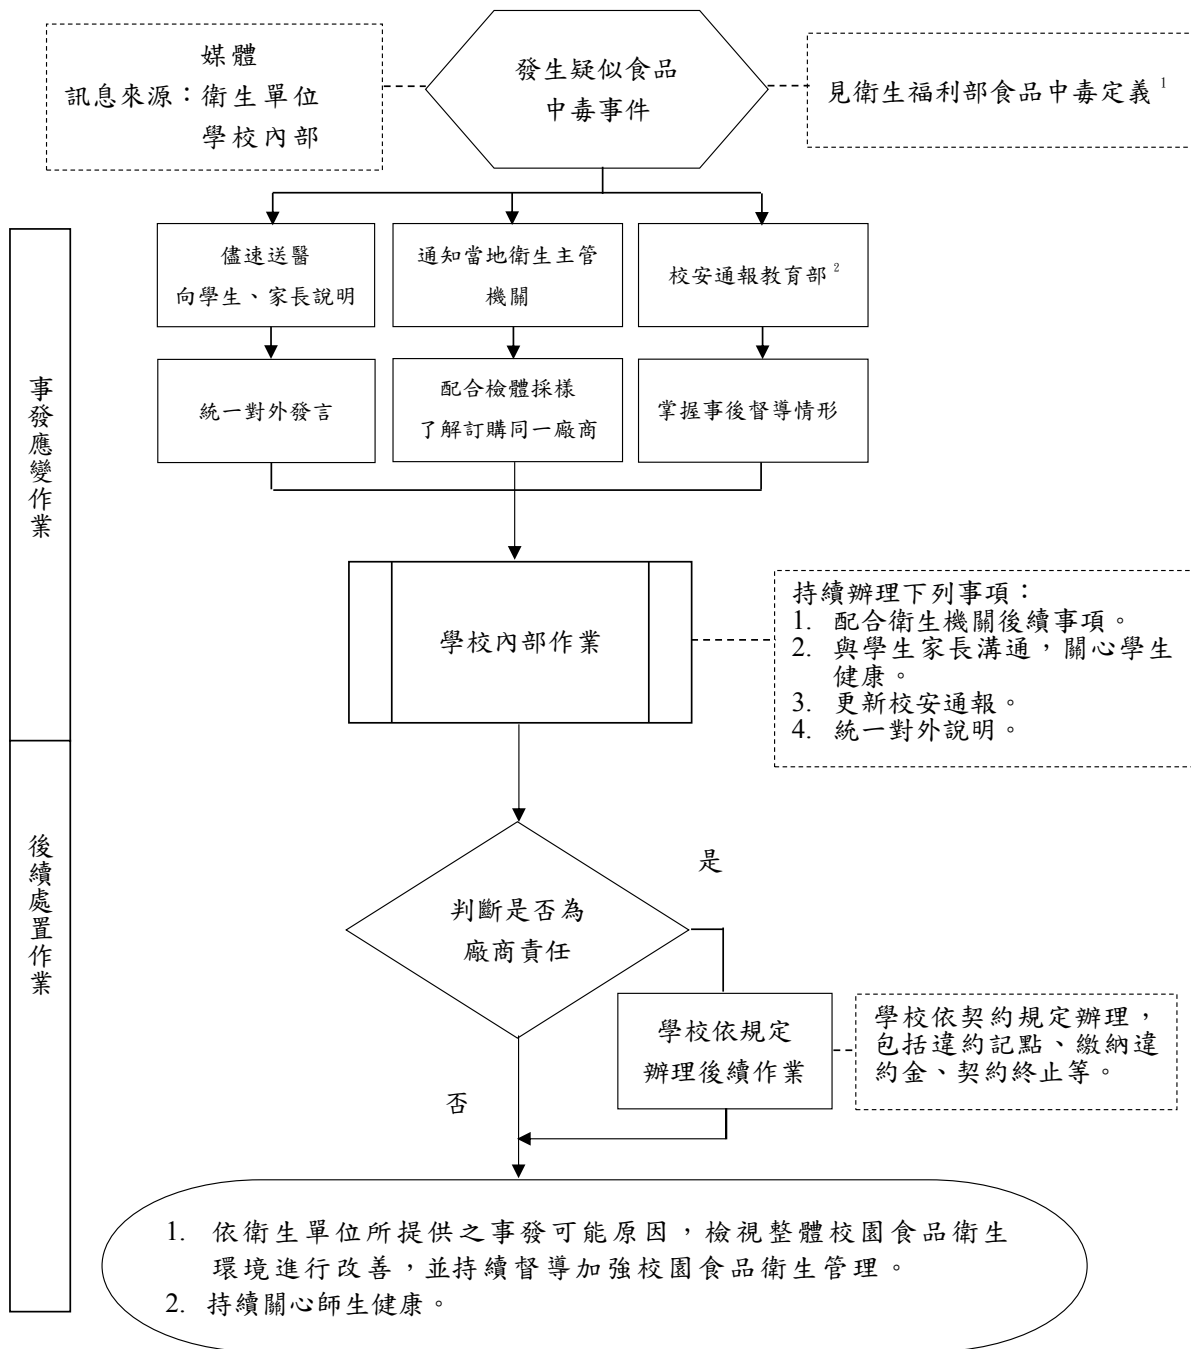 媒體
訊息來源：衛生單位
學校內部
發生疑似食品
中毒事件
見衛生福利部食品中毒定義 1
儘速送醫
向學生、家長說明
通知當地衛生主管
機關
校安通報教育部 2
統一對外發言
配合檢體採樣
了解訂購同一廠商
掌握事後督導情形
事發應變作業
學校內部作業
持續辦理下列事項：
1. 配合衛生機關後續事項。
2. 與學生家長溝通，關心學生
健康。
3. 更新校安通報。
4. 統一對外說明。
後續處置作業
判斷是否為
廠商責任
是
學校依規定
辦理後續作業
學校依契約規定辦理，
包括違約記點、繳納違
約金、契約終止等。
否
1. 依衛生單位所提供之事發可能原因，檢視整體校園食品衛生
環境進行改善，並持續督導加強校園食品衛生管理。
2. 持續關心師生健康。